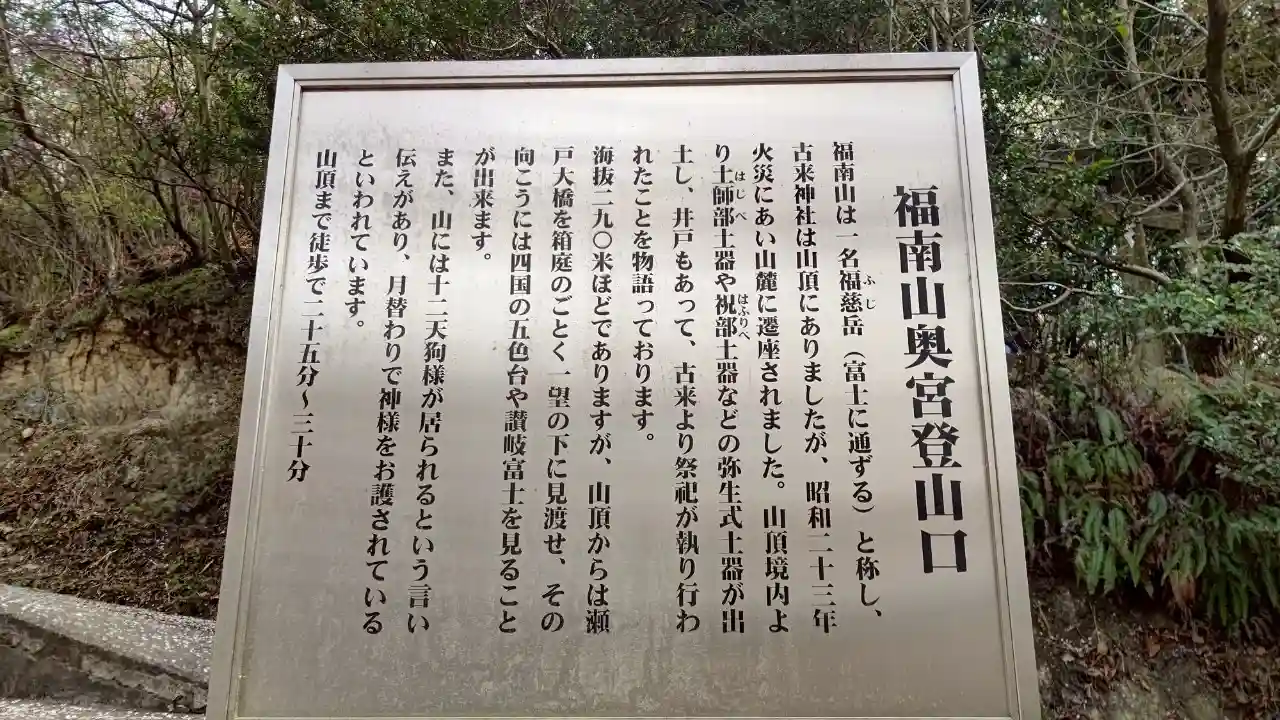 福南山奥宮登山口
福南山は一名福慈岳（富士に通ずる）と称し、
ふじ
古来神社は山頂にありましたが、昭和二十三年
火災にあい山麓に遷座されました。山頂境内よ
り土師部土器や祝部土器などの弥生式土器が出
はじべ
はふりべ
土し、井戸もあって、古来より祭祀が執り行わ
れたことを物語っております。
海抜二九〇米ほどでありますが、山頂からは瀬
戸大橋を箱庭のごとく一望の下に見渡せ、その
向こうには四国の五色台や讃岐富士を見ること
が出来ます。
また、山には十二天狗様が居られるという言い
伝えがあり、月替わりで神様をお護されている
といわれています。
山頂まで徒歩で二十五分～三十分